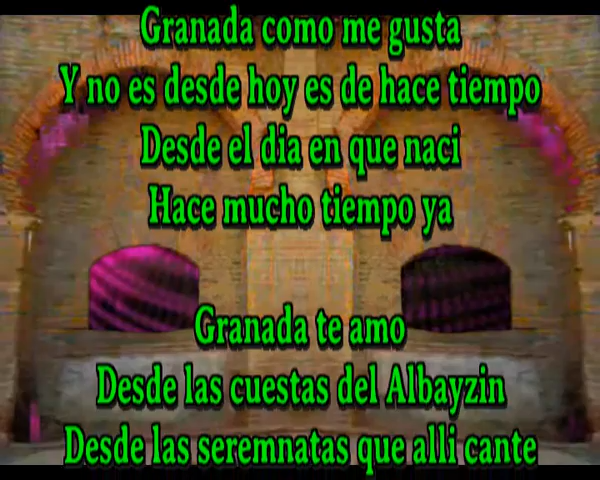 Granada como me gusta
Y no es desde hoy es de hace tiempo
Desde el dia en que naci
Hace mucho tiempo ya
Granada te amo
Desde las cuestas del Albayzin
Desde las seremnatas que alli cante